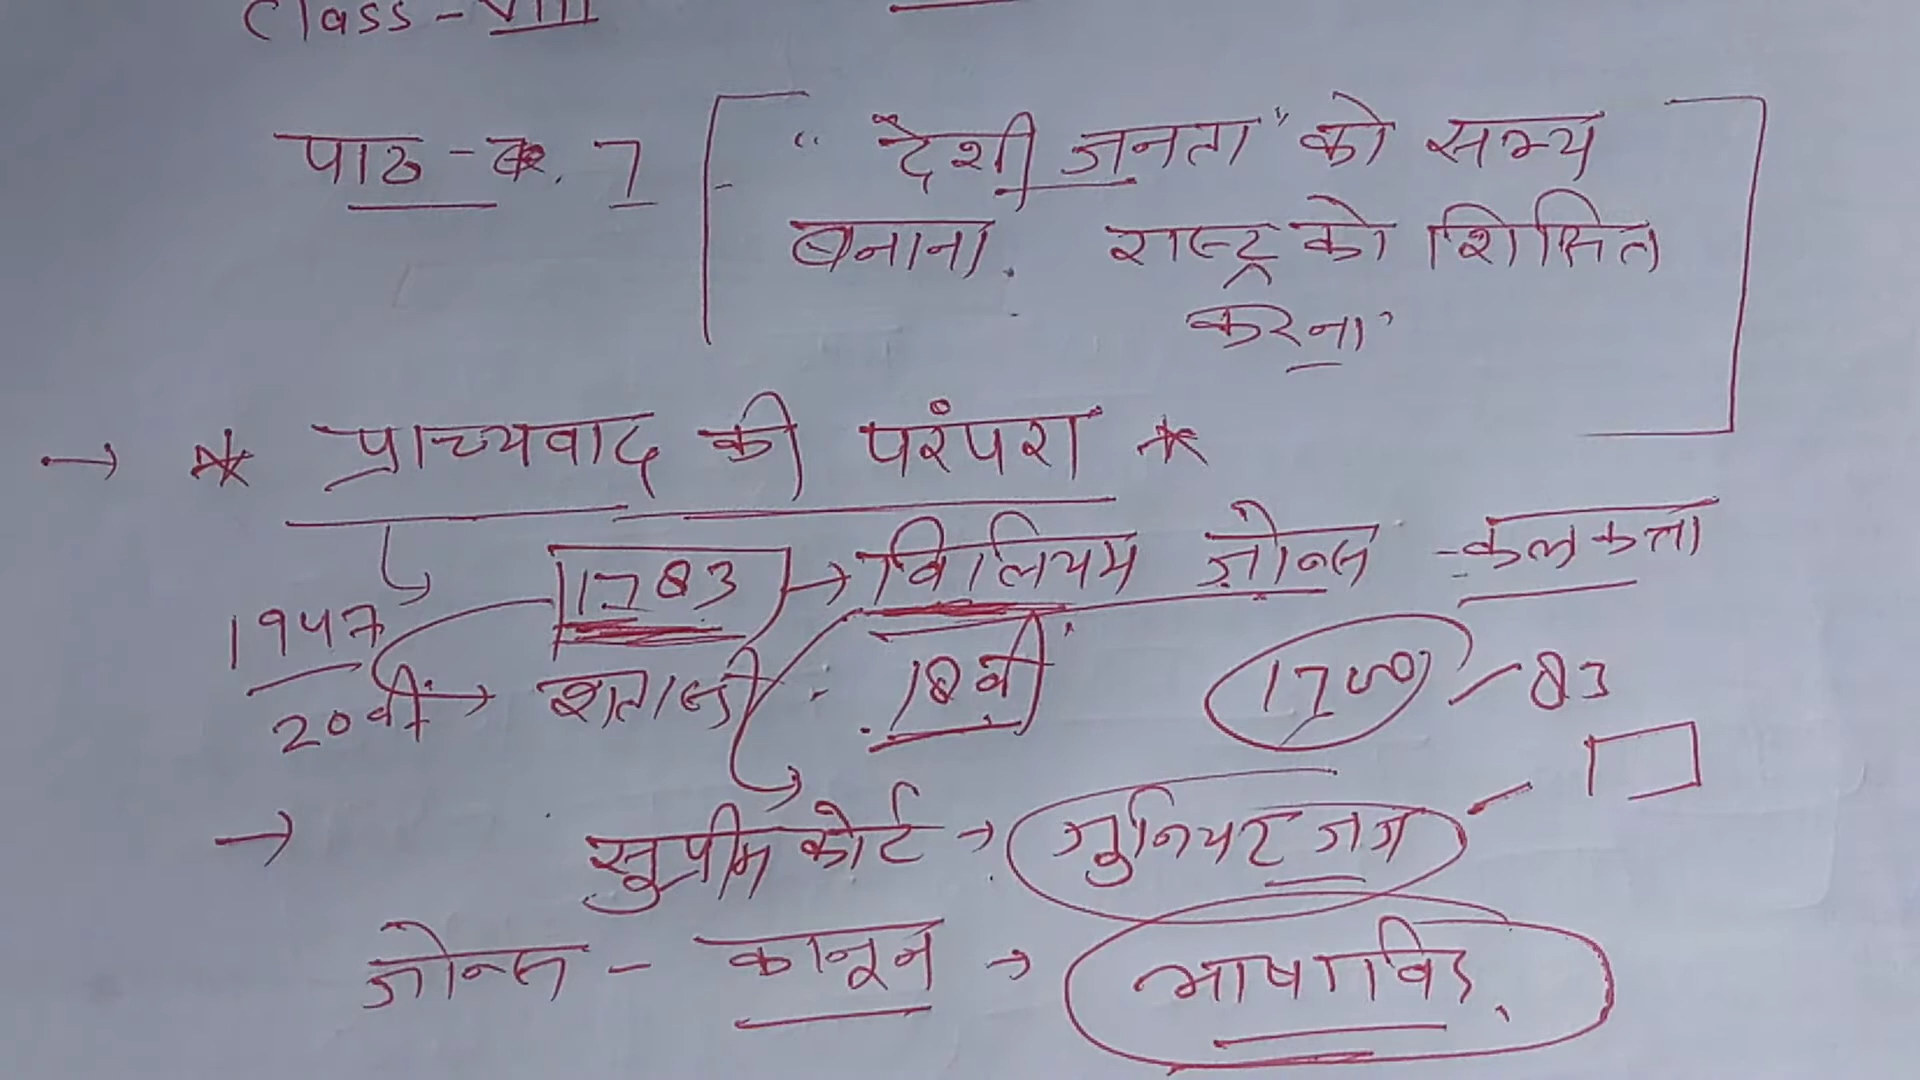 Class - VIII
पाठ - क्र. 7 "देशी जनता" को सभ्य
बनाना. राष्ट्र को शिक्षित
करना"
→ * प्राच्यवाद की परंपरा *
1783 → विलियम जोन्स - कलकत्ता
1947
20वीं → शताब्दी : 18वीं 1700 / 83
→ सुप्रीम कोर्ट → जुनियर जज
जोन्स - कानून → भाषाविद